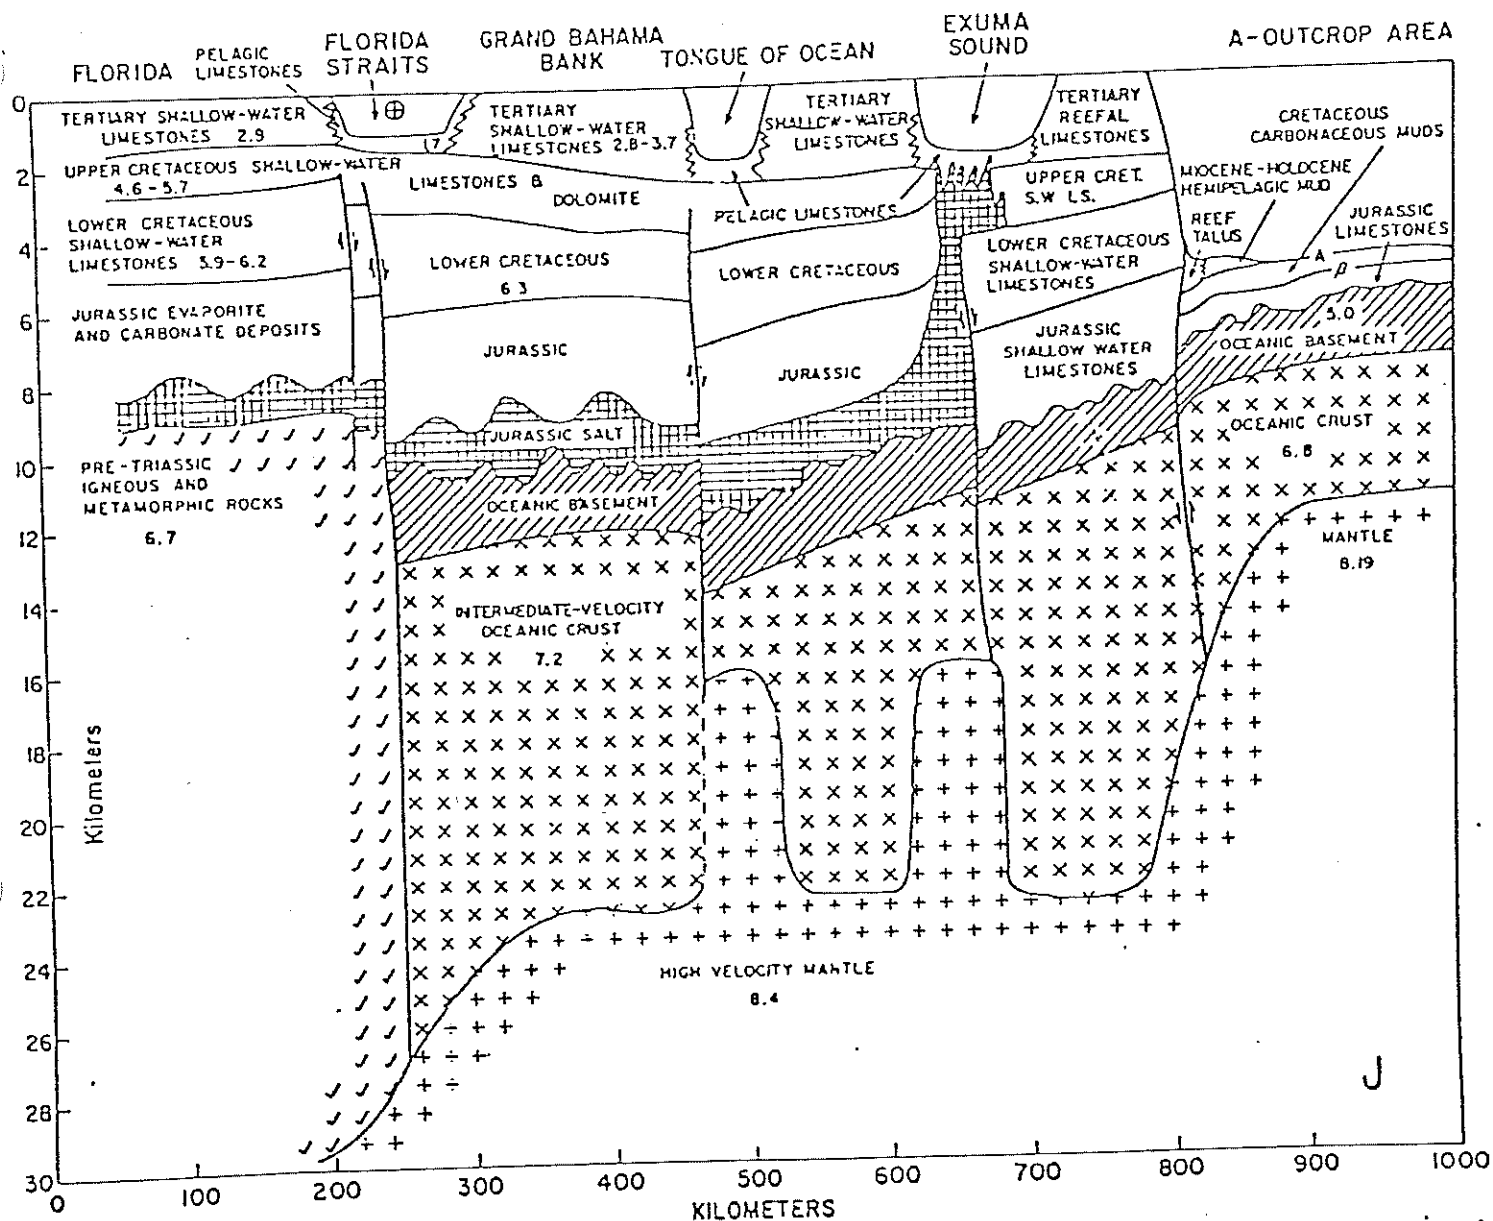 FLORIDA
PELAGIC
LIMESTONES
FLORIDA
STRAITS
GRAND BAHAMA
BANK
TONGUE OF OCEAN
EXUMA
SOUND
A-OUTCROP AREA
TERTIARY SHALLOW-WATER
LIMESTONES 2.9
TERTIARY
SHALLOW-WATER
LIMESTONES 2.8-3.7
TERTIARY
SHALLOW-WATER
LIMESTONES
TERTIARY
REEFAL
LIMESTONES
CRETACEOUS
CARBONACEOUS MUDS
1.7
UPPER CRETACEOUS SHALLOW-WATER
4.6-5.7
LIMESTONES &
DOLOMITE
PELAGIC LIMESTONES
UPPER CRET.
S.W LS.
MIOCENE-HOLOCENE
HEMIPELAGIC MUD
REEF
TALUS
JURASSIC
LIMESTONES
A
β
LOWER CRETACEOUS
SHALLOW-WATER
LIMESTONES 5.9-6.2
LOWER CRETACEOUS
6.3
LOWER CRETACEOUS
LOWER CRETACEOUS
SHALLOW-WATER
LIMESTONES
JURASSIC EVAPORITE
AND CARBONATE DEPOSITS
JURASSIC
JURASSIC
JURASSIC
SHALLOW WATER
LIMESTONES
5.0
OCEANIC BASEMENT
JURASSIC SALT
OCEANIC CRUST
6.8
PRE-TRIASSIC
IGNEOUS AND
METAMORPHIC ROCKS
6.7
OCEANIC BASEMENT
MANTLE
8.19
INTERMEDIATE-VELOCITY
OCEANIC CRUST
7.2
HIGH VELOCITY MANTLE
8.4
J
Kilometers
0
2
4
6
8
10
12
14
16
18
20
22
24
26
28
30
0 100 200 300 400 500 600 700 800 900 1000
KILOMETERS